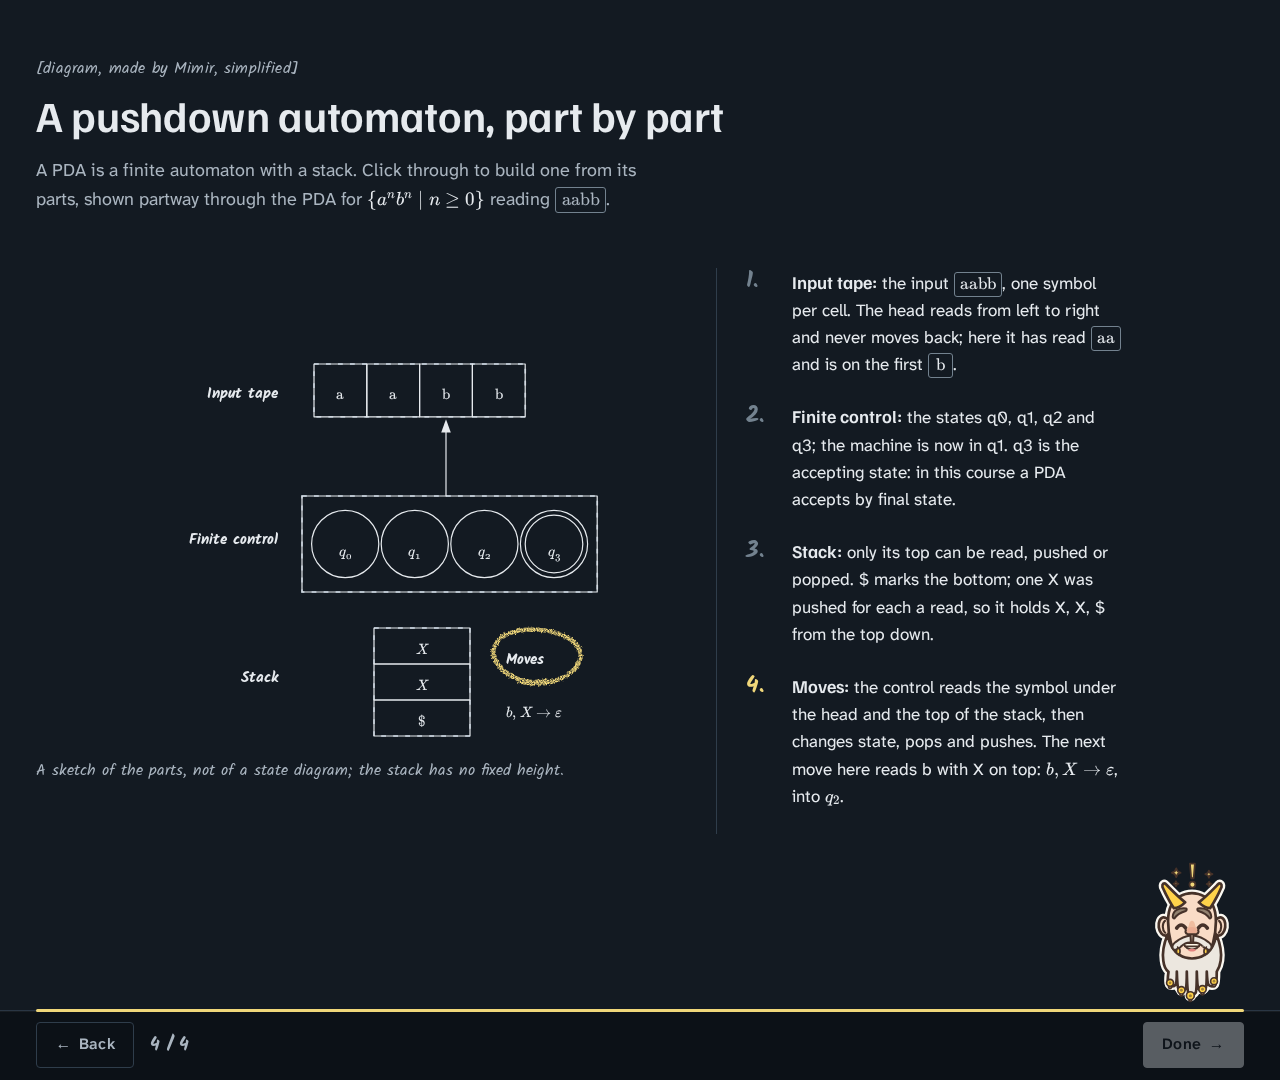 [diagram, made by Mimir, simplified]
A pushdown automaton, part by part
A PDA is a finite automaton with a stack. Click through to build one from its
parts, shown partway through the PDA for {aⁿbⁿ | n ≥ 0} reading aabb.
Input tape
a a b b
Finite control
q₀ q₁ q₂ q₃
Stack
X
X
$
Moves
b, X → ε
A sketch of the parts, not of a state diagram; the stack has no fixed height.
1. Input tape: the input aabb, one symbol
per cell. The head reads from left to right
and never moves back; here it has read aa
and is on the first b.
2. Finite control: the states q0, q1, q2 and
q3; the machine is now in q1. q3 is the
accepting state: in this course a PDA
accepts by final state.
3. Stack: only its top can be read, pushed or
popped. $ marks the bottom; one X was
pushed for each a read, so it holds X, X, $
from the top down.
4. Moves: the control reads the symbol under
the head and the top of the stack, then
changes state, pops and pushes. The next
move here reads b with X on top: b, X → ε,
into q₂.
← Back
4 / 4
Done →